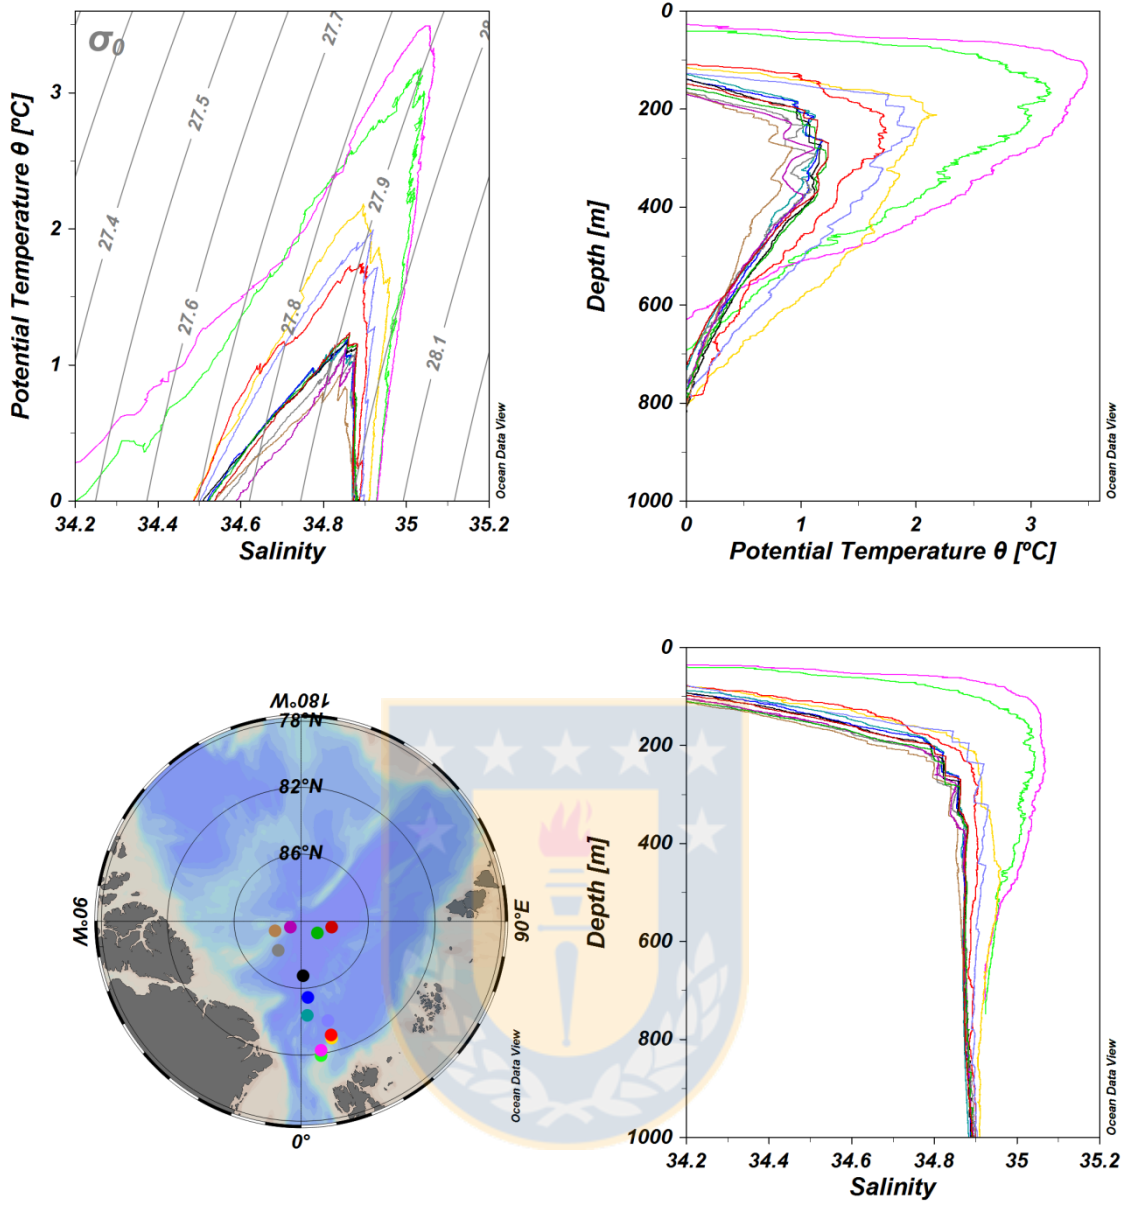 σ0
27.4
27.5
27.6
27.7
27.8
27.9
28
28.1
Potential Temperature θ [ºC]
3
2
1
0
34.2
34.4
34.6
34.8
35
35.2
Salinity
Ocean Data View
0
200
400
600
800
1000
Depth [m]
0
1
2
3
Potential Temperature θ [ºC]
Ocean Data View
180°W
78°N
82°N
86°N
90°W
90°E
0°
Ocean Data View
0
200
400
600
800
1000
Depth [m]
34.2
34.4
34.6
34.8
35
35.2
Salinity
Ocean Data View